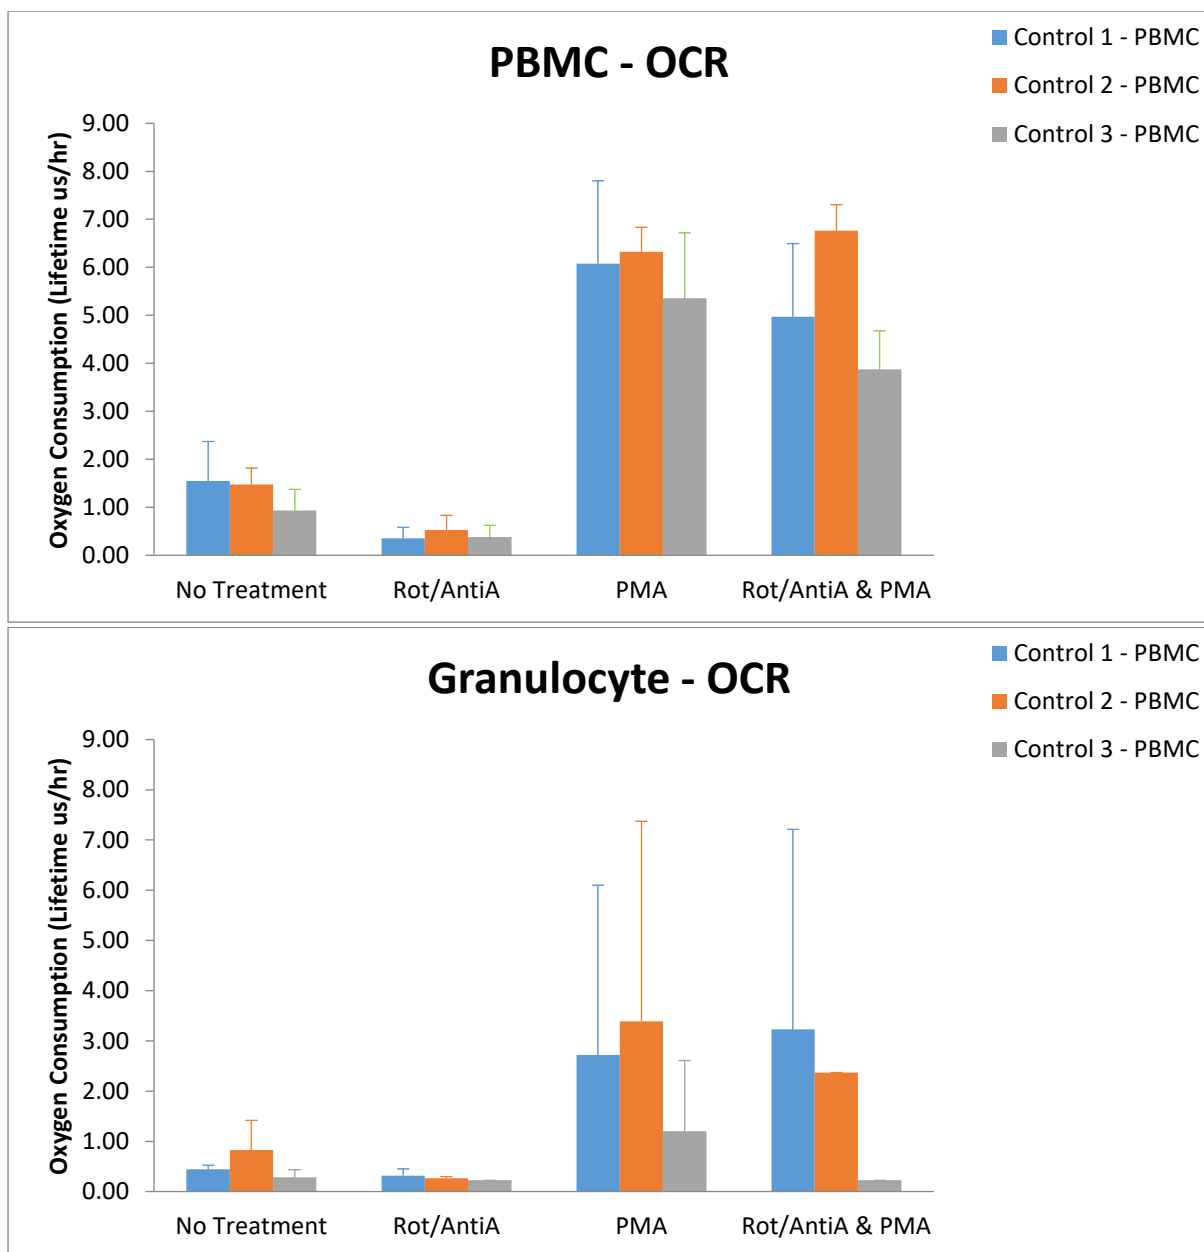 PBMC - OCR
Control 1 - PBMC
Control 2 - PBMC
Control 3 - PBMC
Oxygen Consumption (Lifetime us/hr)
9.00
8.00
7.00
6.00
5.00
4.00
3.00
2.00
1.00
0.00
No Treatment
Rot/AntiA
PMA
Rot/AntiA & PMA
Granulocyte - OCR
Control 1 - PBMC
Control 2 - PBMC
Control 3 - PBMC
Oxygen Consumption (Lifetime us/hr)
9.00
8.00
7.00
6.00
5.00
4.00
3.00
2.00
1.00
0.00
No Treatment
Rot/AntiA
PMA
Rot/AntiA & PMA